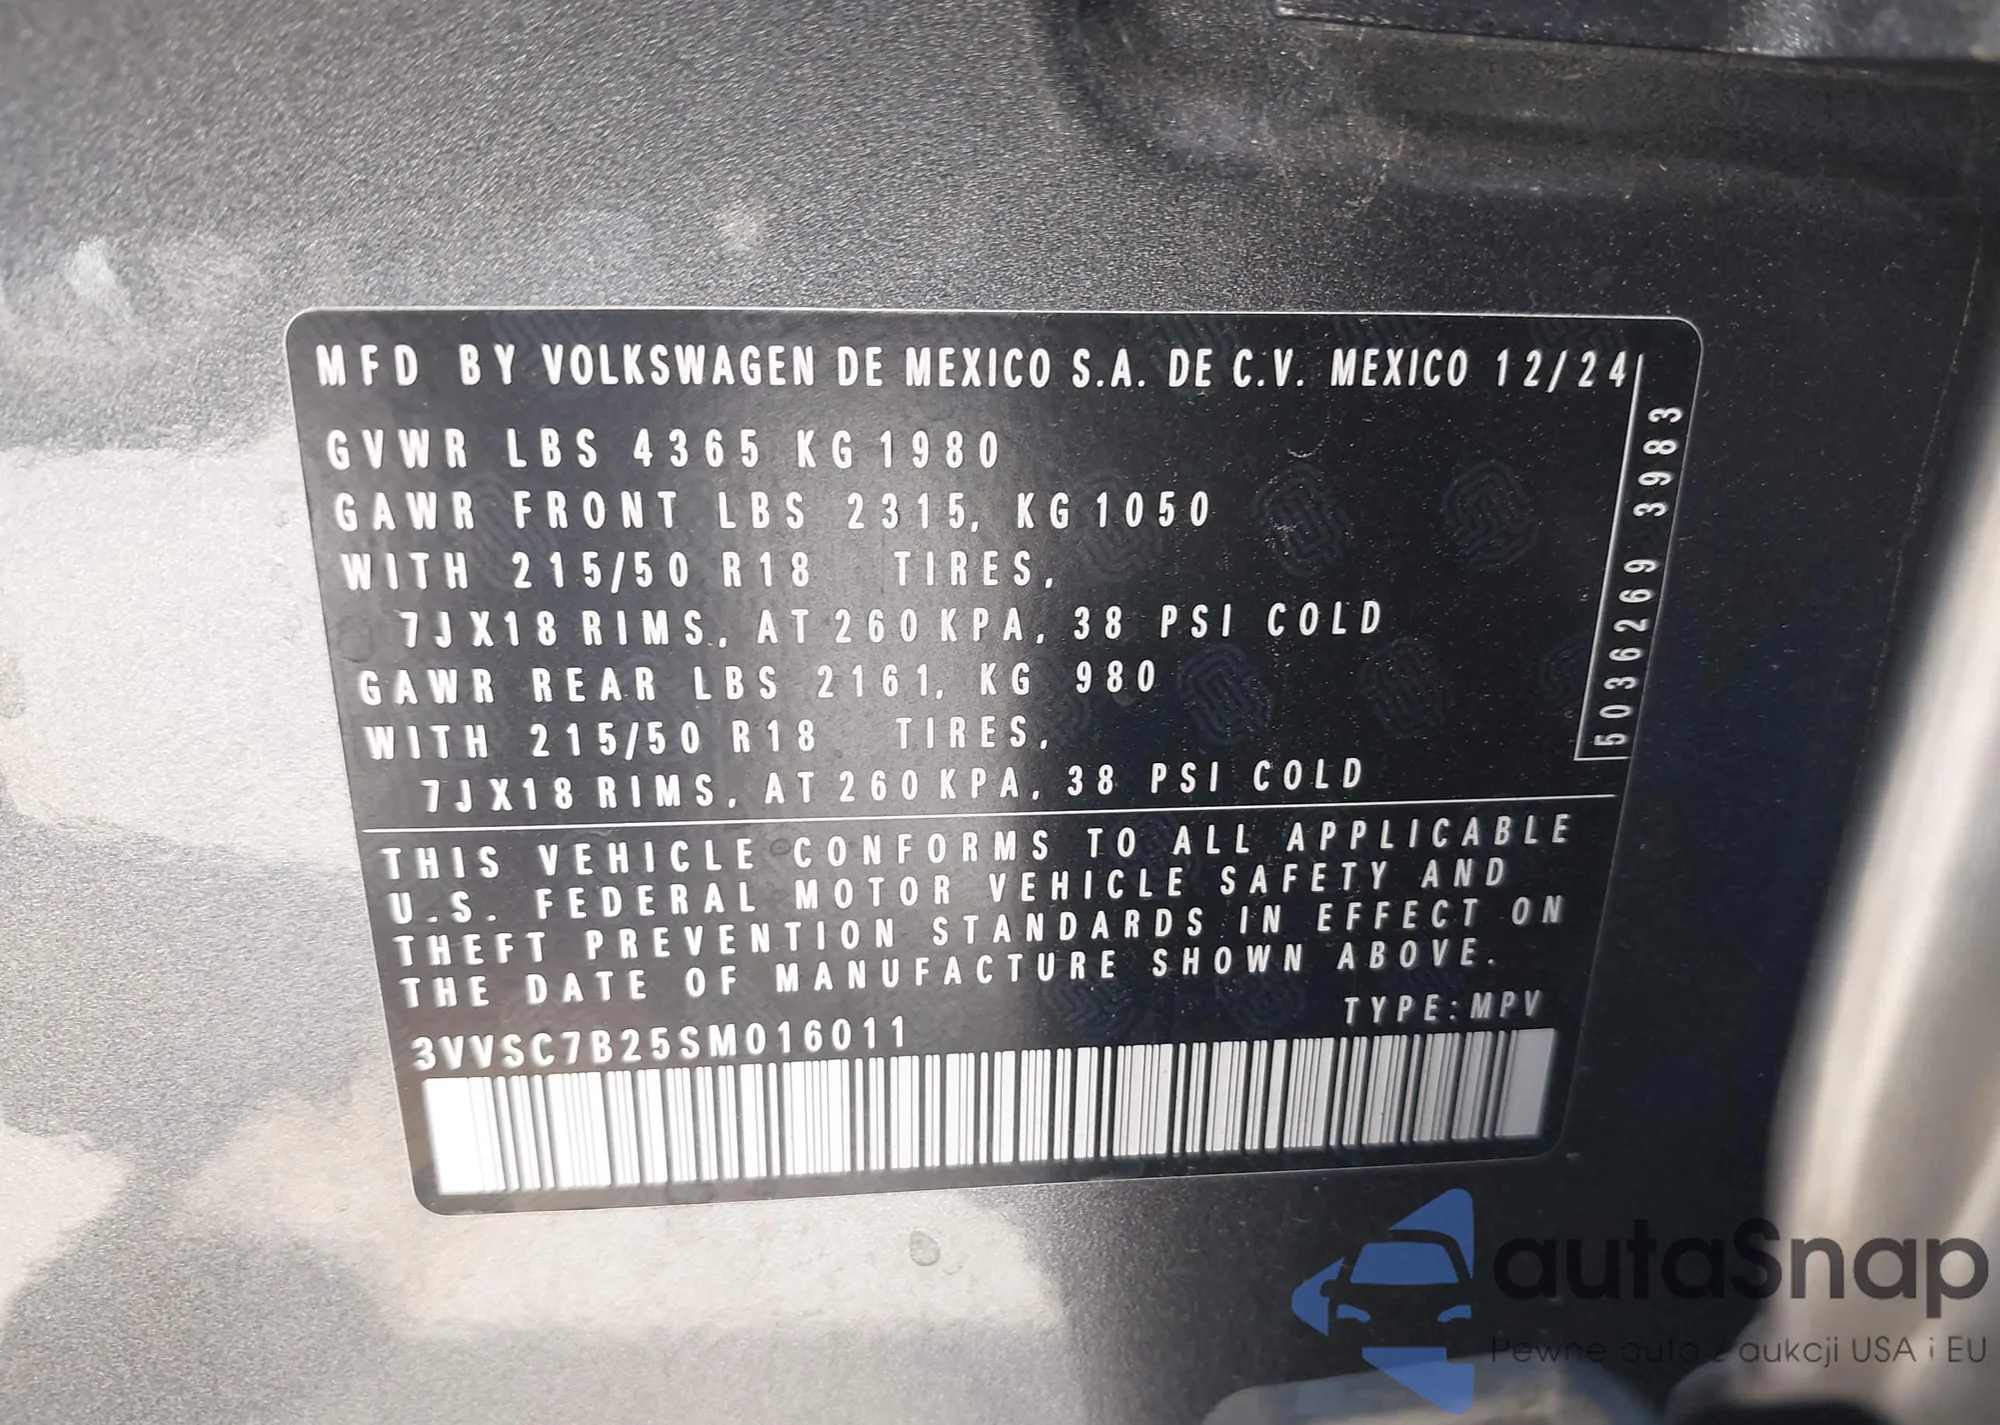 MFD BY VOLKSWAGEN DE MEXICO S.A. DE C.V. MEXICO 12/24
GVWR LBS 4365 KG 1980
GAWR FRONT LBS 2315, KG 1050
WITH 215/50 R18 TIRES,
7JX18 RIMS, AT 260 KPA, 38 PSI COLD
GAWR REAR LBS 2161, KG 980
WITH 215/50 R18 TIRES,
7JX18 RIMS, AT 260 KPA, 38 PSI COLD
5036269 3983
THIS VEHICLE CONFORMS TO ALL APPLICABLE
U.S. FEDERAL MOTOR VEHICLE SAFETY AND
THEFT PREVENTION STANDARDS IN EFFECT ON
THE DATE OF MANUFACTURE SHOWN ABOVE.
TYPE:MPV
3VVSC7B25SM016011
autaSnap
Pewne auta z aukcji USA i EU